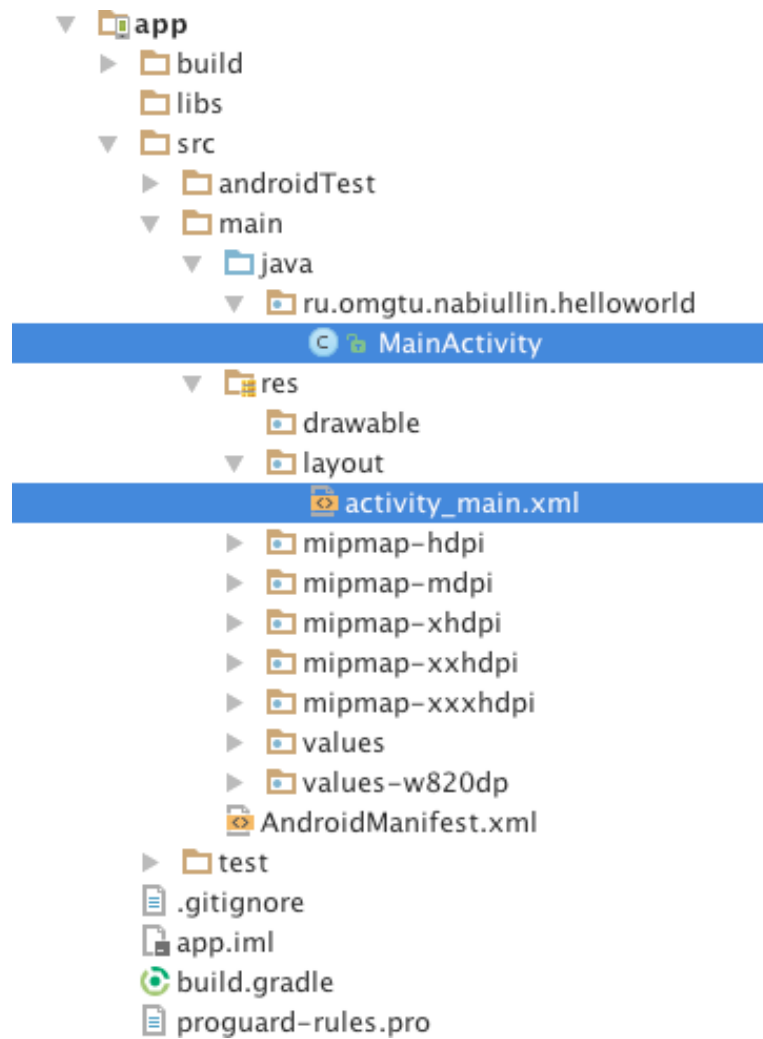 app
build
libs
src
androidTest
main
java
ru.omgtu.nabiullin.helloworld
C MainActivity
res
drawable
layout
activity_main.xml
mipmap-hdpi
mipmap-mdpi
mipmap-xhdpi
mipmap-xxhdpi
mipmap-xxxhdpi
values
values-w820dp
AndroidManifest.xml
test
.gitignore
app.iml
build.gradle
proguard-rules.pro